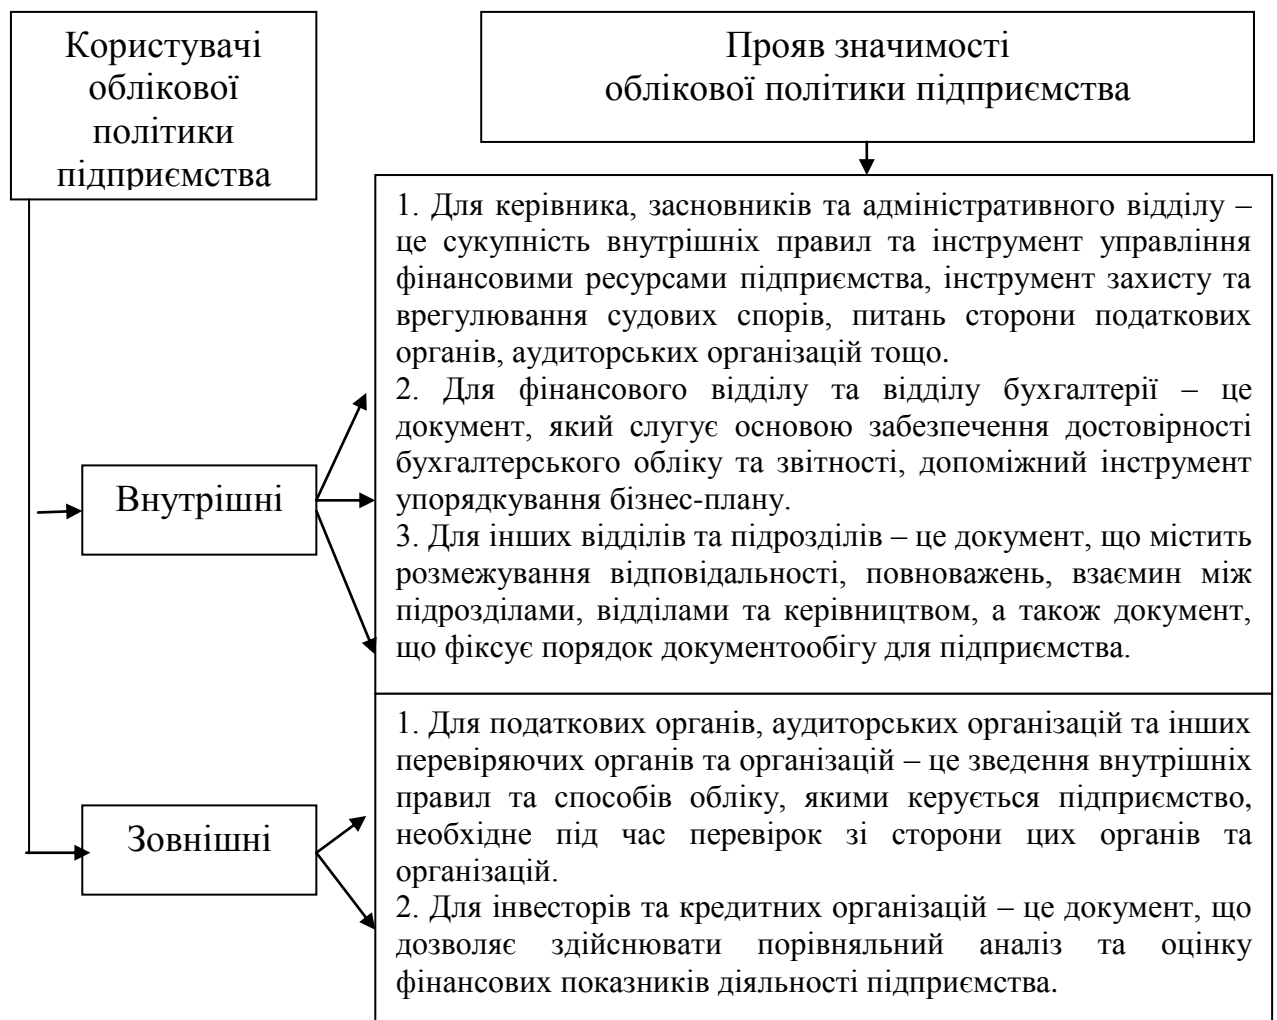 Користувачі
облікової
політики
підприємства
Прояв значимості
облікової політики підприємства
1. Для керівника, засновників та адміністративного відділу –
це сукупність внутрішніх правил та інструмент управління
фінансовими ресурсами підприємства, інструмент захисту та
врегулювання судових спорів, питань сторони податкових
органів, аудиторських організацій тощо.
2. Для фінансового відділу та відділу бухгалтерії – це
документ, який слугує основою забезпечення достовірності
бухгалтерського обліку та звітності, допоміжний інструмент
упорядкування бізнес-плану.
3. Для інших відділів та підрозділів – це документ, що містить
розмежування відповідальності, повноважень, взаємин між
підрозділами, відділами та керівництвом, а також документ,
що фіксує порядок документообігу для підприємства.
Внутрішні
1. Для податкових органів, аудиторських організацій та інших
перевіряючих органів та організацій – це зведення внутрішніх
правил та способів обліку, якими керується підприємство,
необхідне під час перевірок зі сторони цих органів та
організацій.
2. Для інвесторів та кредитних організацій – це документ, що
дозволяє здійснювати порівняльний аналіз та оцінку
фінансових показників діяльності підприємства.
Зовнішні